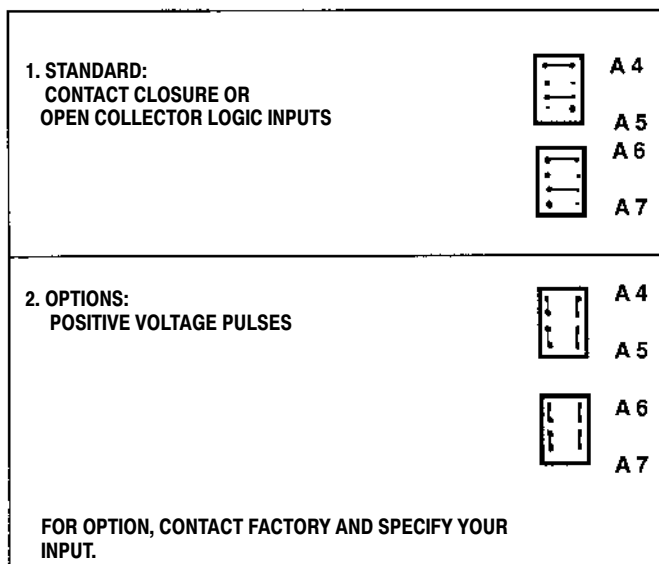 1. STANDARD:
CONTACT CLOSURE OR
OPEN COLLECTOR LOGIC INPUTS
A 4
A 5
A 6
A 7
2. OPTIONS:
POSITIVE VOLTAGE PULSES
A 4
A 5
A 6
A 7
FOR OPTION, CONTACT FACTORY AND SPECIFY YOUR
INPUT.